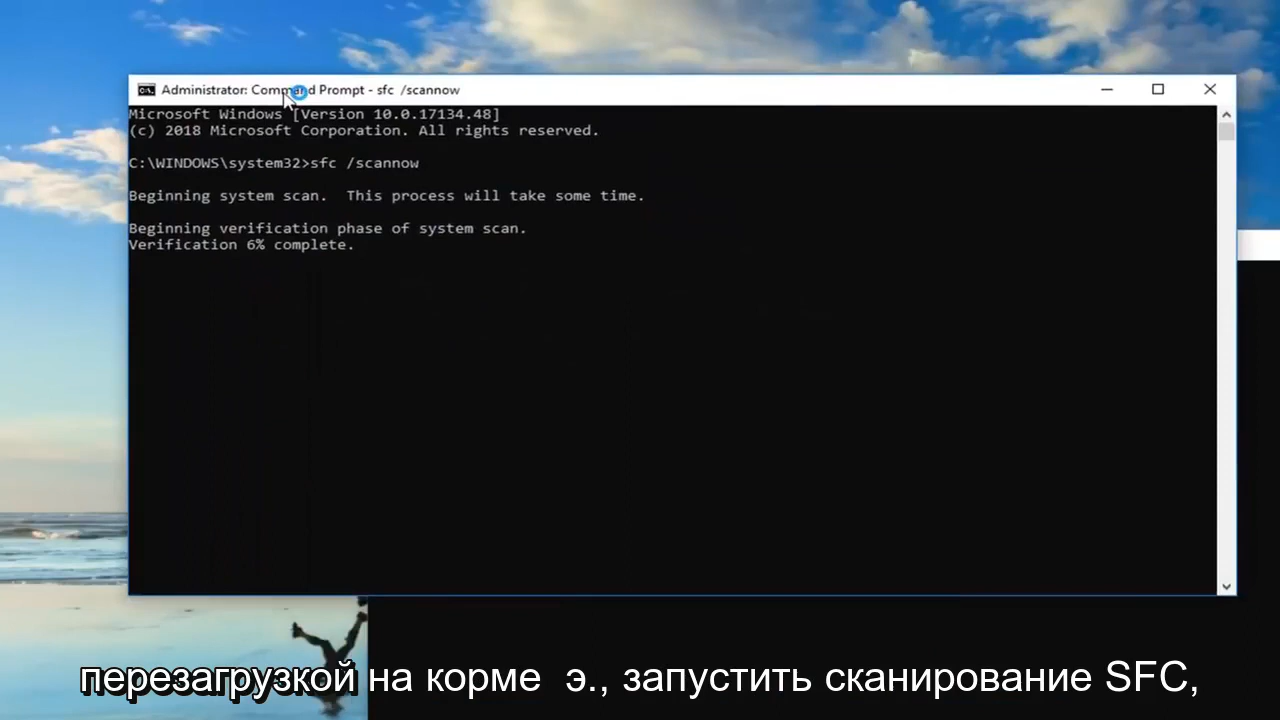 Administrator: Command Prompt - sfc /scannow
Microsoft Windows [Version 10.0.17134.48]
(c) 2018 Microsoft Corporation. All rights reserved.
C:\WINDOWS\system32>sfc /scannow
Beginning system scan.  This process will take some time.
Beginning verification phase of system scan.
Verification 6% complete.
перезагрузкой на корме  э., запустить сканирование SFC,